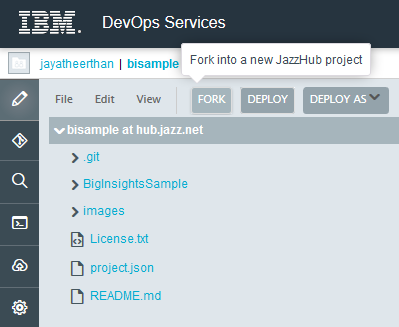 IBM. DevOps Services
jayatheerthan | bisample
Fork into a new JazzHub project
File Edit View FORK DEPLOY DEPLOY AS
bisample at hub.jazz.net
.git
BigInsightsSample
images
License.txt
project.json
README.md